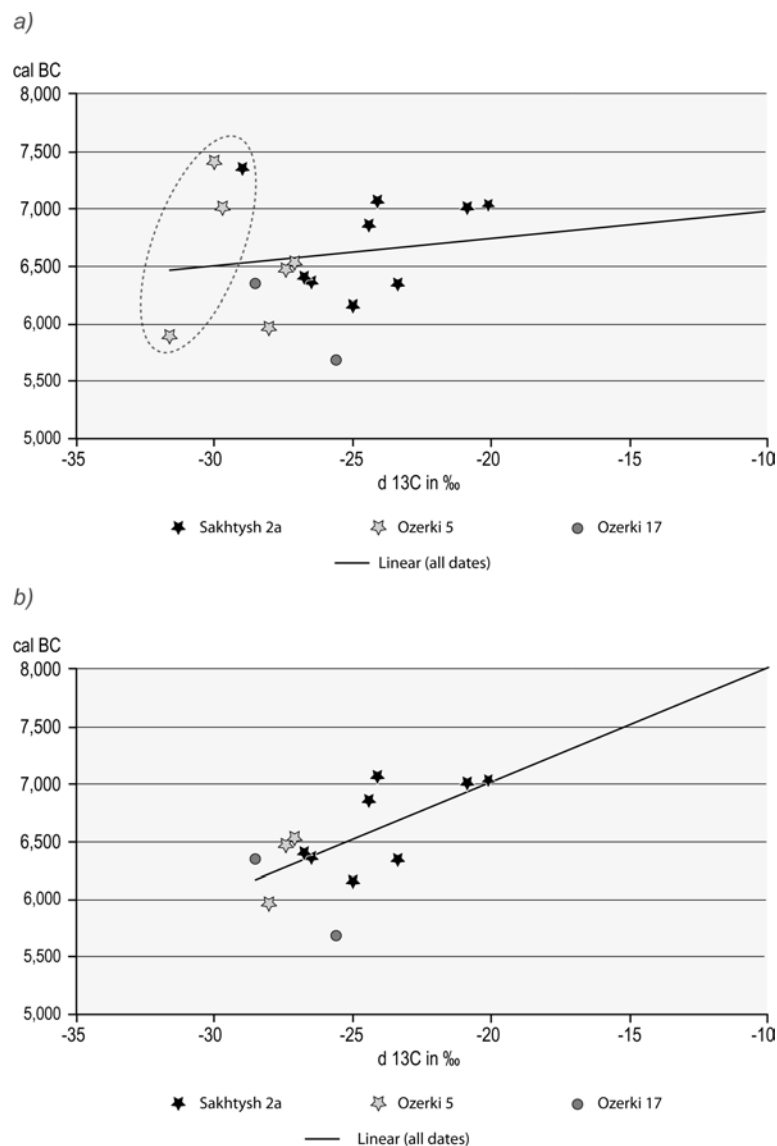 a)
cal BC
8,000
7,500
7,000
6,500
6,000
5,500
5,000
-35 -30 -25 -20 -15 -10
d 13C in ‰
Sakhtysh 2a Ozerki 5 Ozerki 17
Linear (all dates)
b)
cal BC
8,000
7,500
7,000
6,500
6,000
5,500
5,000
-35 -30 -25 -20 -15 -10
d 13C in ‰
Sakhtysh 2a Ozerki 5 Ozerki 17
Linear (all dates)